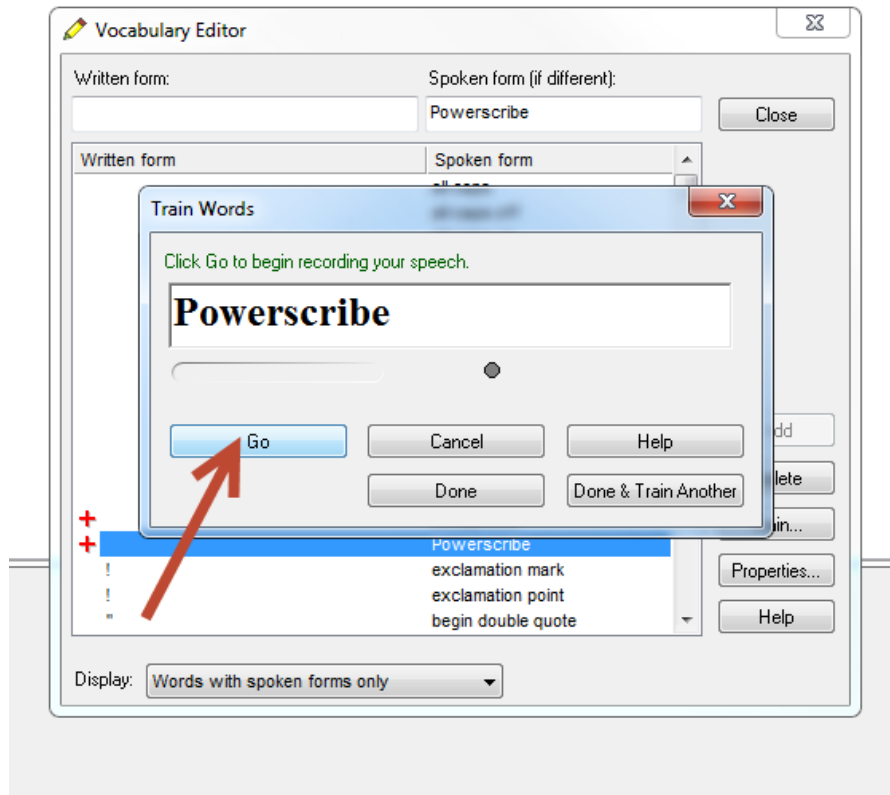 Vocabulary Editor
Written form:
Spoken form (if different):
Powerscribe
Close
Written form
Spoken form
Train Words
Click Go to begin recording your speech.
Powerscribe
Go
Cancel
Help
Done
Done & Train Another
Powerscribe
! exclamation mark
! exclamation point
" begin double quote
Properties...
Help
Display: Words with spoken forms only